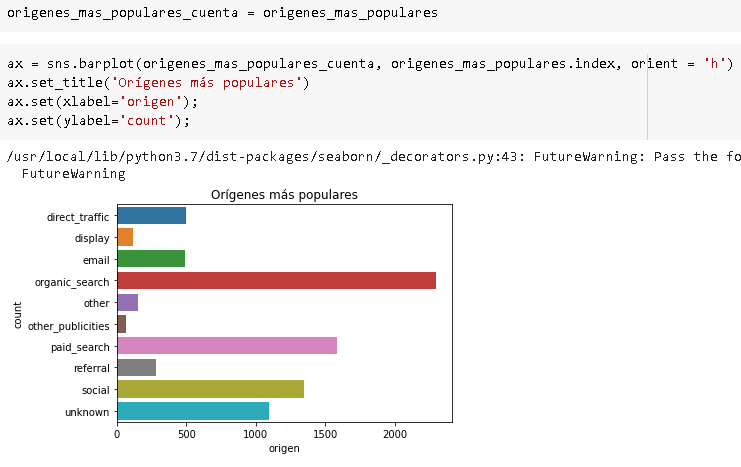 origenes_mas_populares_cuenta = origenes_mas_populares
ax = sns.barplot(origenes_mas_populares_cuenta, origenes_mas_populares.index, orient = 'h')
ax.set_title('Orígenes más populares')
ax.set(xlabel='origen');
ax.set(ylabel='count');
/usr/local/lib/python3.7/dist-packages/seaborn/_decorators.py:43: FutureWarning: Pass the fo
FutureWarning
Orígenes más populares
direct_traffic
display
email
organic_search
other
other_publicities
paid_search
referral
social
unknown
count
0 500 1000 1500 2000
origen